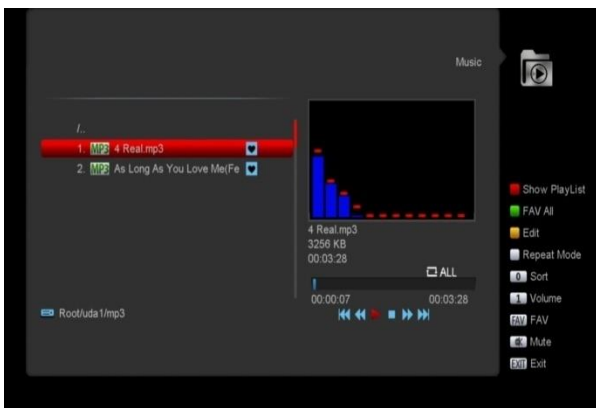 Music
/..
1. MP3 4 Real.mp3
2. MP3 As Long As You Love Me(Fe
4 Real.mp3
3256 KB
00:03:28
ALL
00:00:07 00:03:28
Root/uda1/mp3
Show PlayList
FAV All
Edit
Repeat Mode
0 Sort
1 Volume
FAV FAV
Mute
EXIT Exit